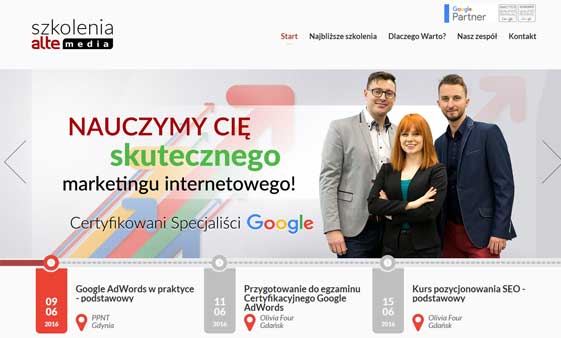 szkolenia
alte media
Google
Partner
Start
Najbliższe szkolenia
Dlaczego Warto?
Nasz zespół
Kontakt
NAUCZYMY CIĘ
skutecznego
marketingu internetowego!
Certyfikowani Specjaliści Google
09
06
2016
Google AdWords w praktyce
- podstawowy
PPNT
Gdynia
11
06
2016
Przygotowanie do egzaminu
Certyfikacyjnego Google
AdWords
Olivia Four
Gdańsk
15
06
2016
Kurs pozycjonowania SEO -
podstawowy
Olivia Four
Gdańsk